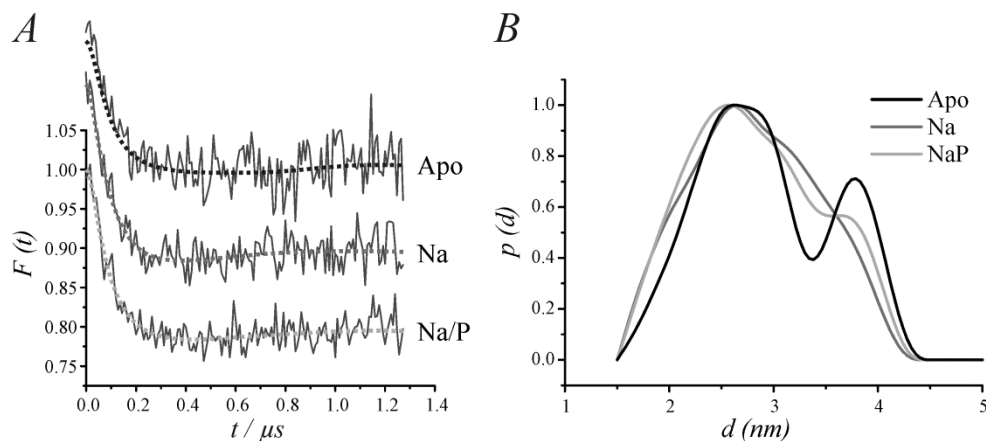 A
F (t)
1.05
1.00
0.95
0.90
0.85
0.80
0.75
Apo
Na
Na/P
0.0 0.2 0.4 0.6 0.8 1.0 1.2 1.4
t / µs
B
p (d)
1.0
0.8
0.6
0.4
0.2
0.0
Apo
Na
NaP
1 2 3 4 5
d (nm)